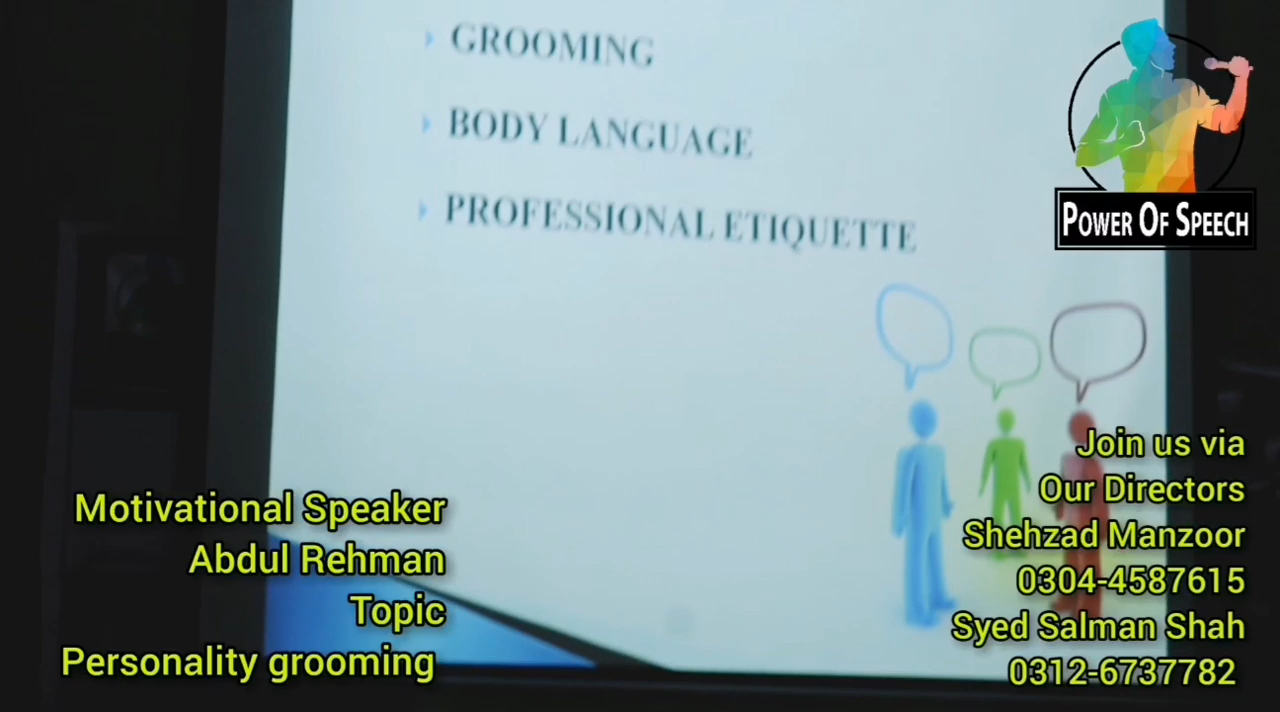 GROOMING
BODY LANGUAGE
PROFESSIONAL ETIQUETTE
POWER OF SPEECH
Motivational Speaker
Abdul Rehman
Topic
Personality grooming
Join us via
Our Directors
Shehzad Manzoor
0304-4587615
Syed Salman Shah
0312-6737782